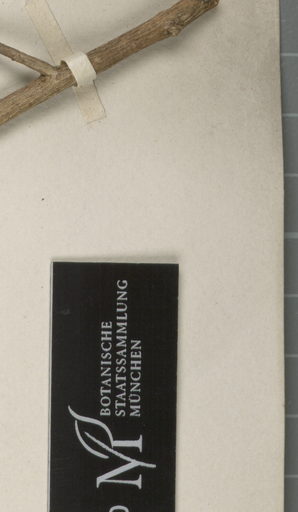 BOTANISCHE
STAATSSAMMLUNG
MÜNCHEN
M